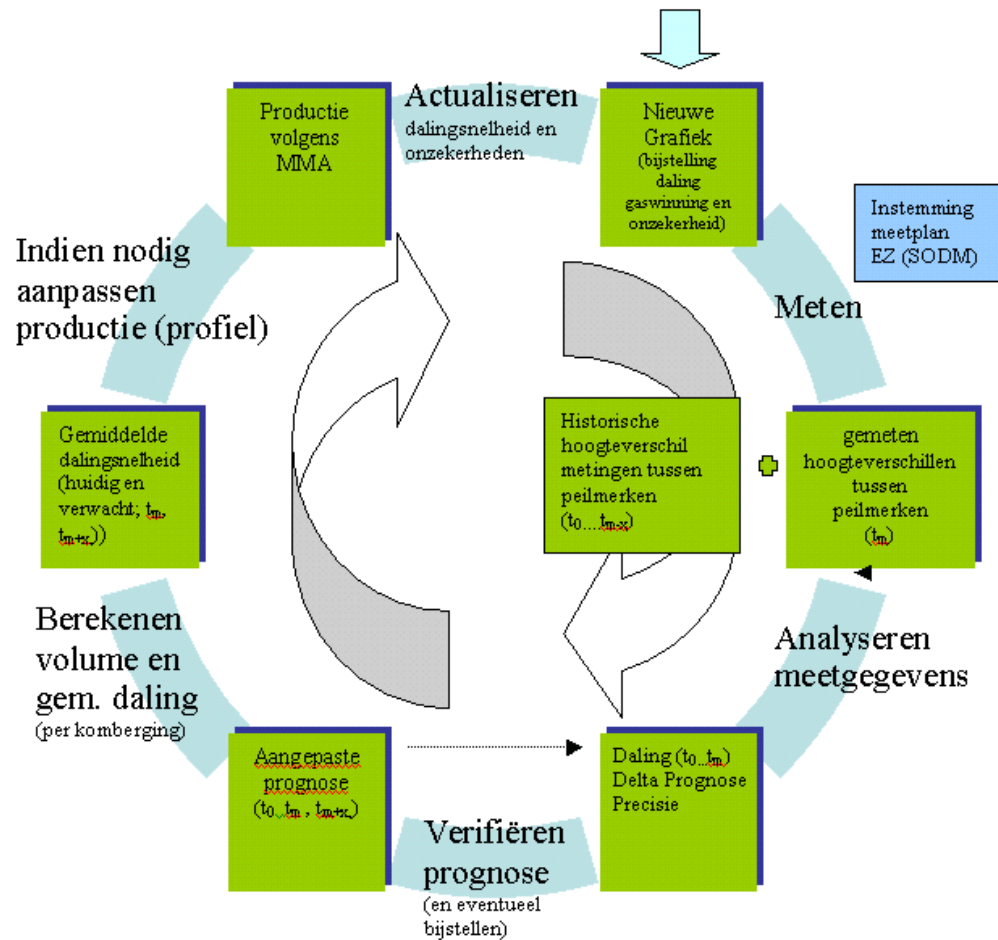 Productie
volgens
MMA
Actualiseren
dalingsnelheid en
onzekerheden
Nieuwe
Grafiek
(bijstelling
daling
gaswinning en
onzekerheid)
Instemming
meetplan
EZ (SODM)
Meten
Historische
hoogteverschil
metingen tussen
peilmerken
(t₀....tₘ₋ₓ)
gemeten
hoogteverschillen
tussen
peilmerken
(tₘ)
Analyseren
meetgegevens
Daling (t₀...tₘ)
Delta Prognose
Precisie
Verifiëren
prognose
(en eventueel
bijstellen)
Aangepaste
prognose
(t₀...tₘ , tₘ₊ₓ.)
Berekenen
volume en
gem. daling
(per komberging)
Gemiddelde
dalingsnelheid
(huidig en
verwacht; tₘ,
tₘ₊ₓ.))
Indien nodig
aanpassen
productie (profiel)